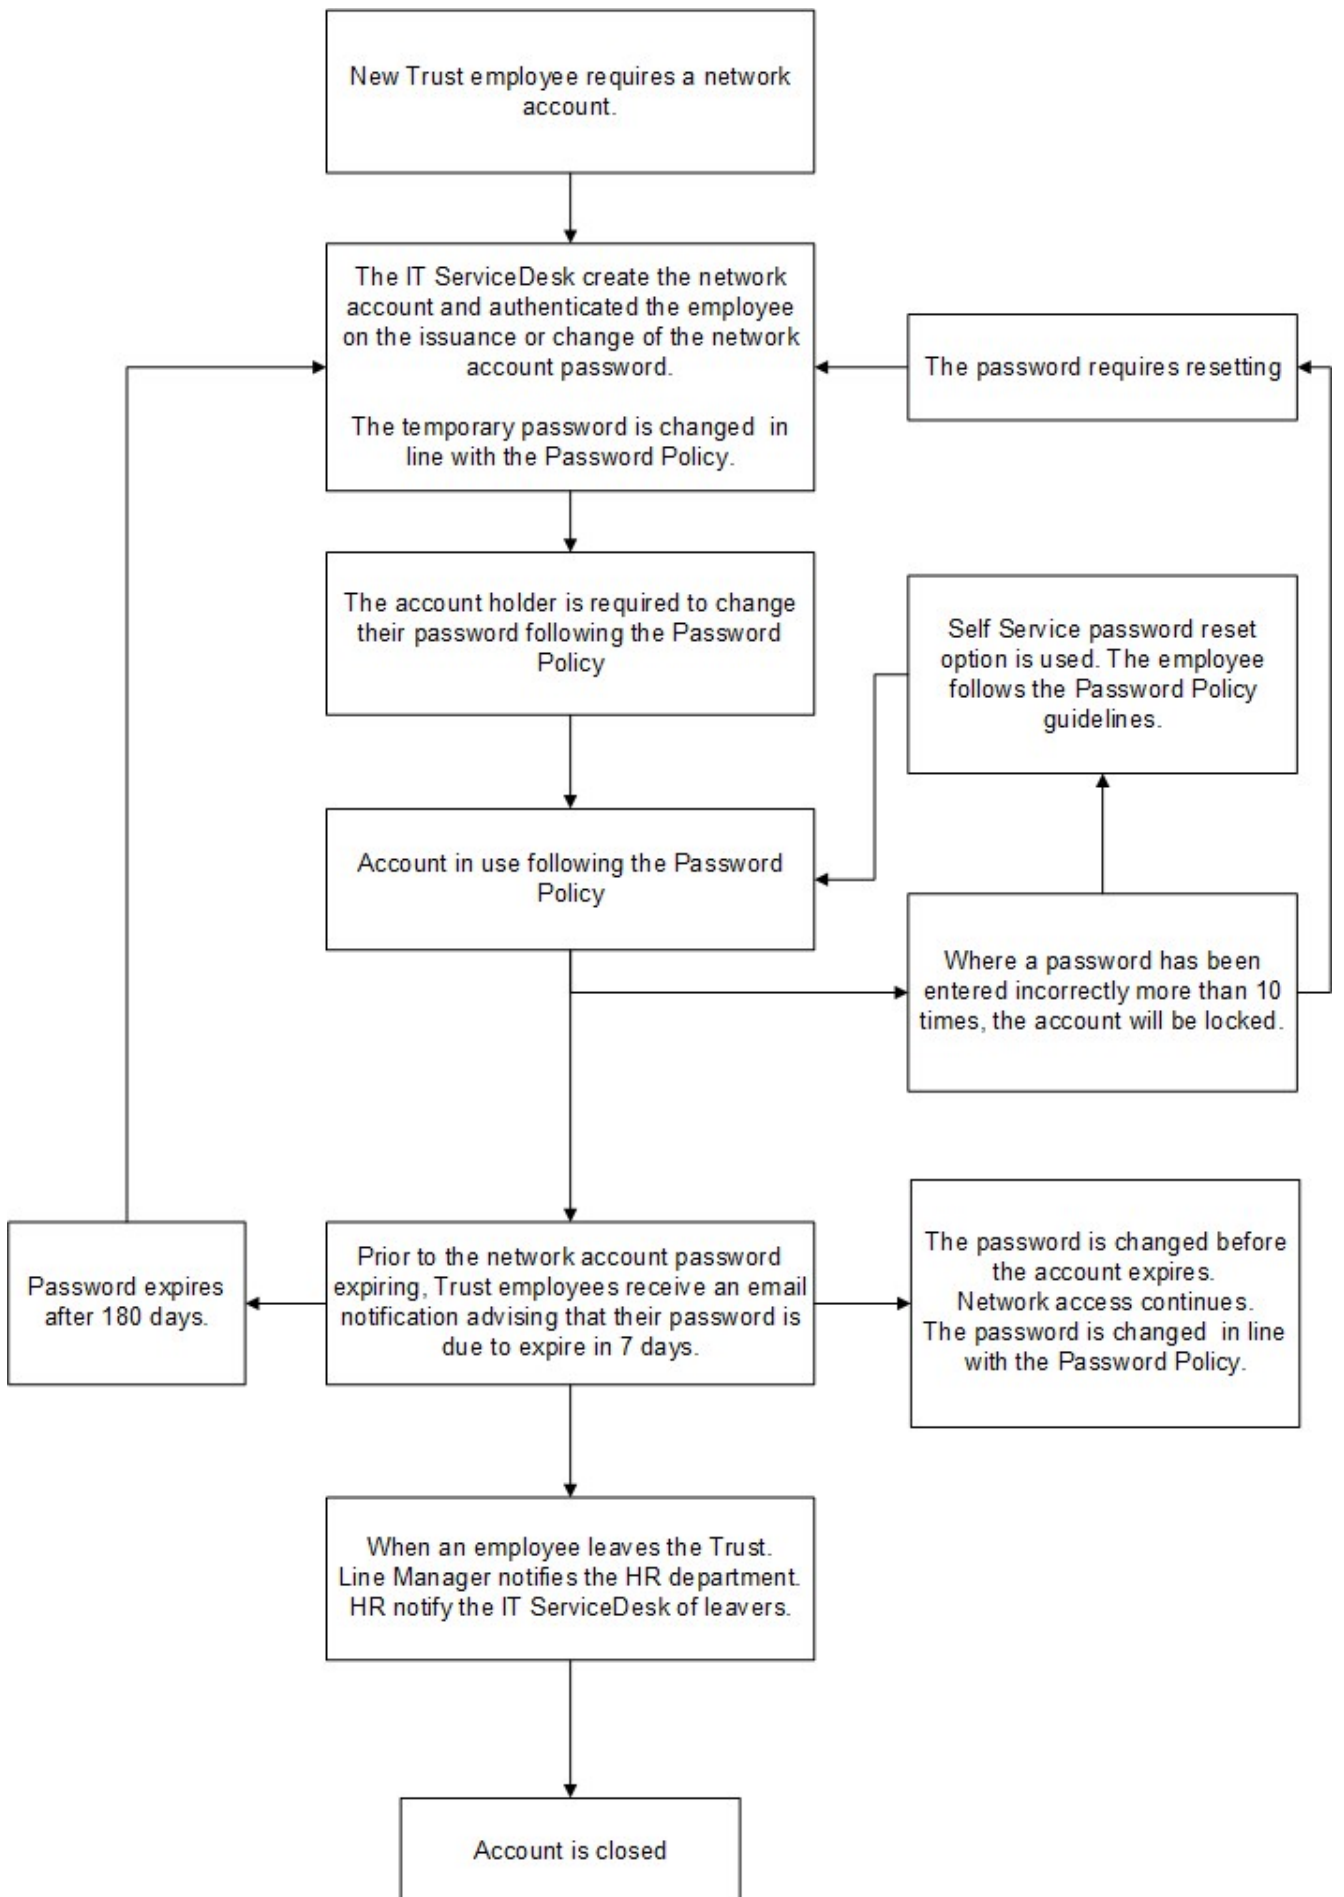 New Trust employee requires a network
account.
The IT ServiceDesk create the network
account and authenticated the employee
on the issuance or change of the network
account password.
The temporary password is changed  in
line with the Password Policy.
The password requires resetting
The account holder is required to change
their password following the Password
Policy
Self Service password reset
option is used. The employee
follows the Password Policy
guidelines.
Account in use following the Password
Policy
Where a password has been
entered incorrectly more than 10
times, the account will be locked.
Password expires
after 180 days.
Prior to the network account password
expiring, Trust employees receive an email
notification advising that their password is
due to expire in 7 days.
The password is changed before
the account expires.
Network access continues.
The password is changed  in line
with the Password Policy.
When an employee leaves the Trust.
Line Manager notifies the HR department.
HR notify the IT ServiceDesk of leavers.
Account is closed